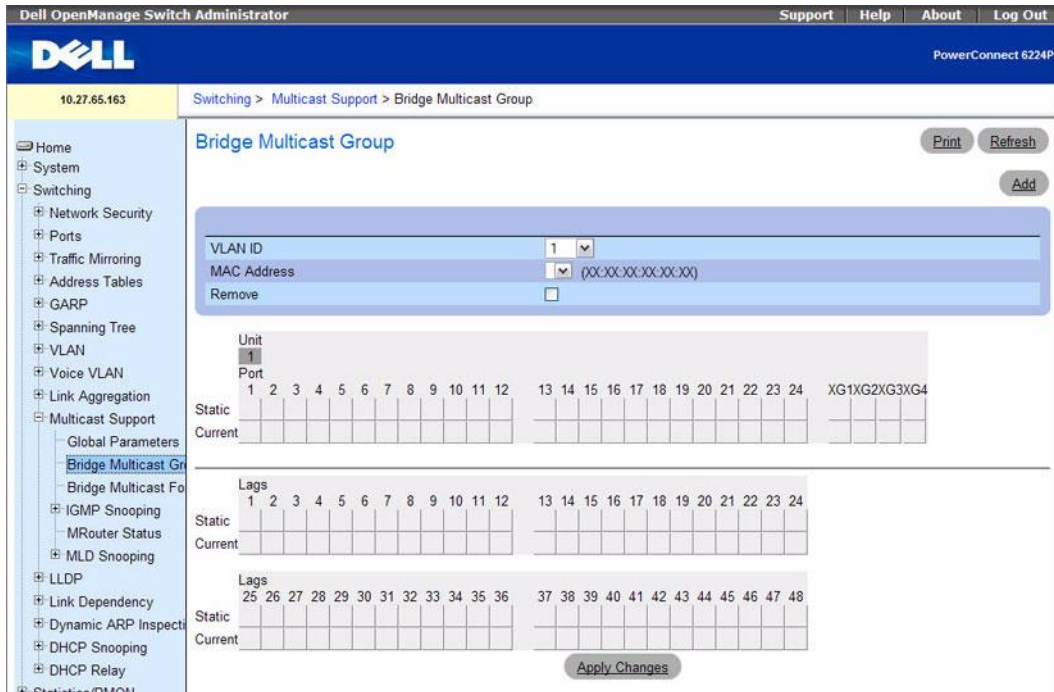 Dell OpenManage Switch Administrator
Support Help About Log Out
DELL
PowerConnect 6224P
10.27.65.163
Switching > Multicast Support > Bridge Multicast Group
Home
System
Switching
Network Security
Ports
Traffic Mirroring
Address Tables
GARP
Spanning Tree
VLAN
Voice VLAN
Link Aggregation
Multicast Support
Global Parameters
Bridge Multicast Gr
Bridge Multicast Fo
IGMP Snooping
MRouter Status
MLD Snooping
LLDP
Link Dependency
Dynamic ARP Inspecti
DHCP Snooping
DHCP Relay
Statistics/RMON
Bridge Multicast Group
Print Refresh
Add
VLAN ID 1
MAC Address (XX:XX:XX:XX:XX:XX)
Remove
Unit
1
Port
1 2 3 4 5 6 7 8 9 10 11 12 13 14 15 16 17 18 19 20 21 22 23 24 XG1 XG2 XG3 XG4
Static
Current
Lags
1 2 3 4 5 6 7 8 9 10 11 12 13 14 15 16 17 18 19 20 21 22 23 24
Static
Current
Lags
25 26 27 28 29 30 31 32 33 34 35 36 37 38 39 40 41 42 43 44 45 46 47 48
Static
Current
Apply Changes